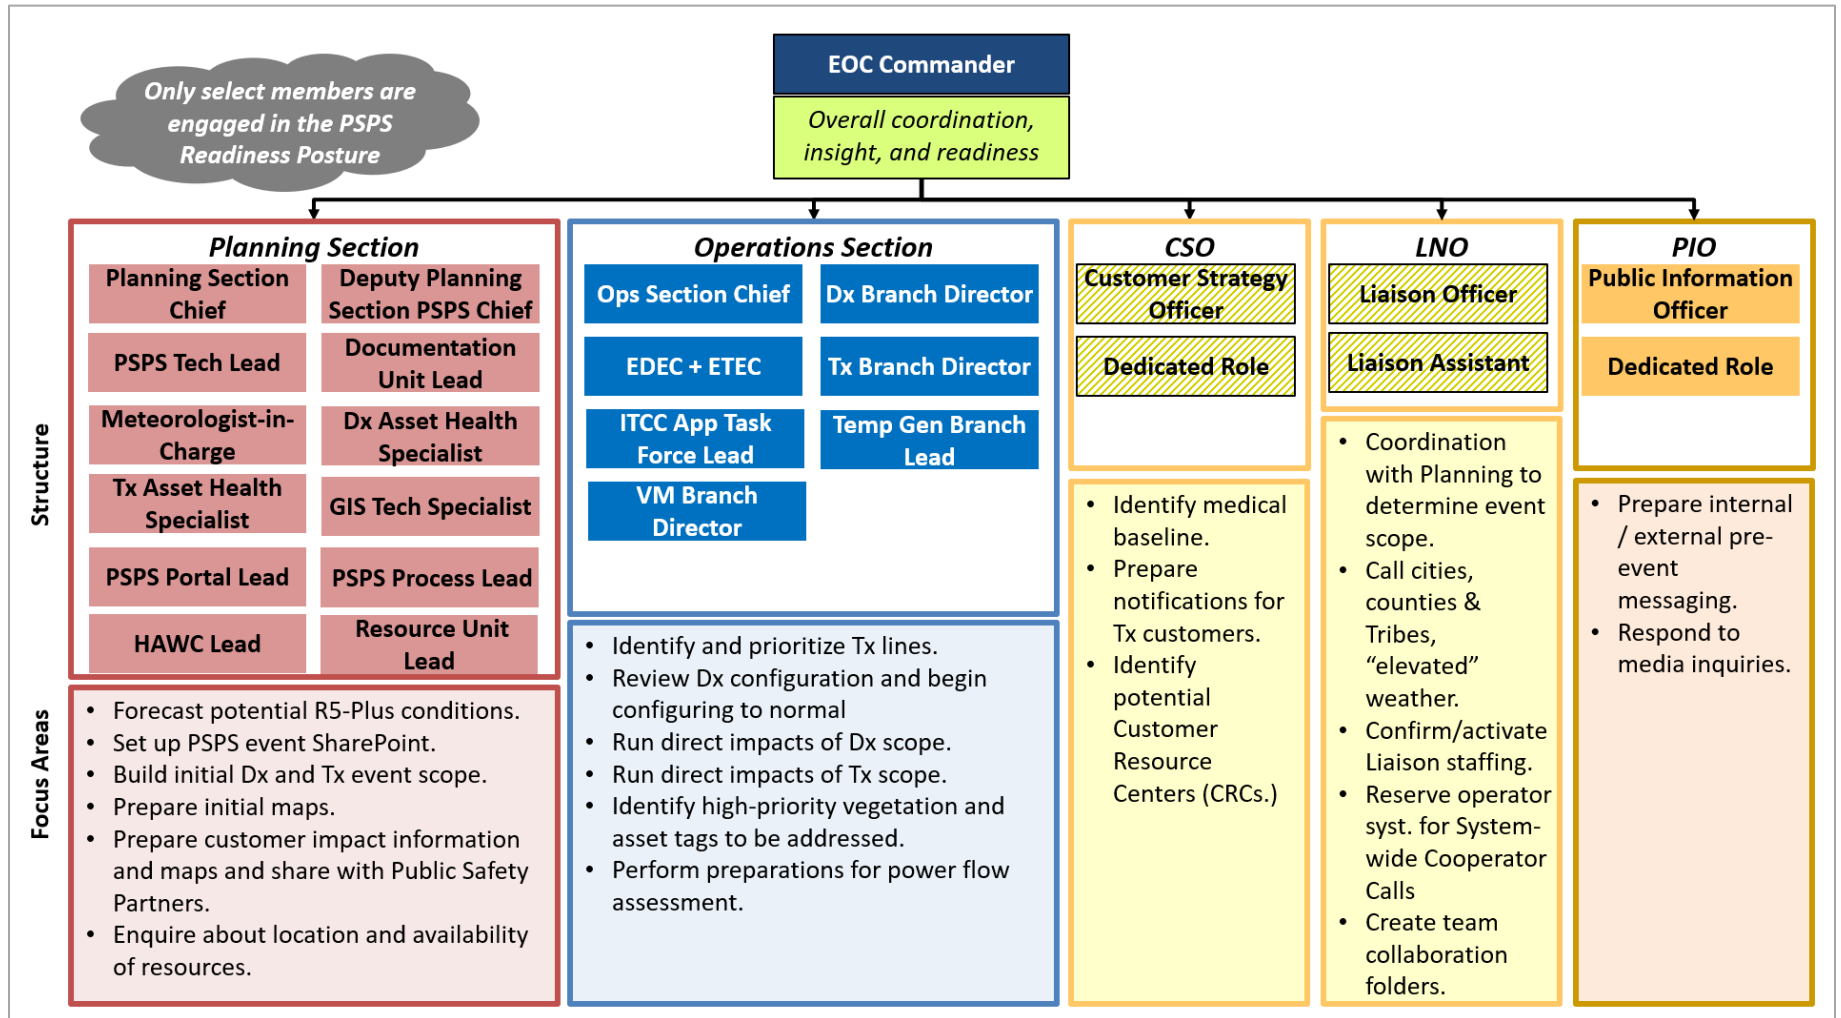 EOC Commander
Overall coordination,
insight, and readiness
Only select members are
engaged in the PSPS
Readiness Posture
Structure
Focus Areas
Planning Section
Planning Section
Chief
Deputy Planning
Section PSPS Chief
PSPS Tech Lead
Documentation
Unit Lead
Meteorologist-in-
Charge
Dx Asset Health
Specialist
Tx Asset Health
Specialist
GIS Tech Specialist
PSPS Portal Lead
PSPS Process Lead
HAWC Lead
Resource Unit
Lead
• Forecast potential R5-Plus conditions.
• Set up PSPS event SharePoint.
• Build initial Dx and Tx event scope.
• Prepare initial maps.
• Prepare customer impact information
and maps and share with Public Safety
Partners.
• Enquire about location and availability
of resources.
Operations Section
Ops Section Chief
Dx Branch Director
EDEC + ETEC
Tx Branch Director
ITCC App Task
Force Lead
Temp Gen Branch
Lead
VM Branch
Director
• Identify and prioritize Tx lines.
• Review Dx configuration and begin
configuring to normal
• Run direct impacts of Dx scope.
• Run direct impacts of Tx scope.
• Identify high-priority vegetation and
asset tags to be addressed.
• Perform preparations for power flow
assessment.
CSO
Customer Strategy
Officer
Dedicated Role
• Identify medical
baseline.
• Prepare
notifications for
Tx customers.
• Identify
potential
Customer
Resource
Centers (CRCs.)
LNO
Liaison Officer
Liaison Assistant
• Coordination
with Planning to
determine event
scope.
• Call cities,
counties &
Tribes,
“elevated”
weather.
• Confirm/activate
Liaison staffing.
• Reserve operator
syst. for System-
wide Cooperator
Calls
• Create team
collaboration
folders.
PIO
Public Information
Officer
Dedicated Role
• Prepare internal
/ external pre-
event
messaging.
• Respond to
media inquiries.